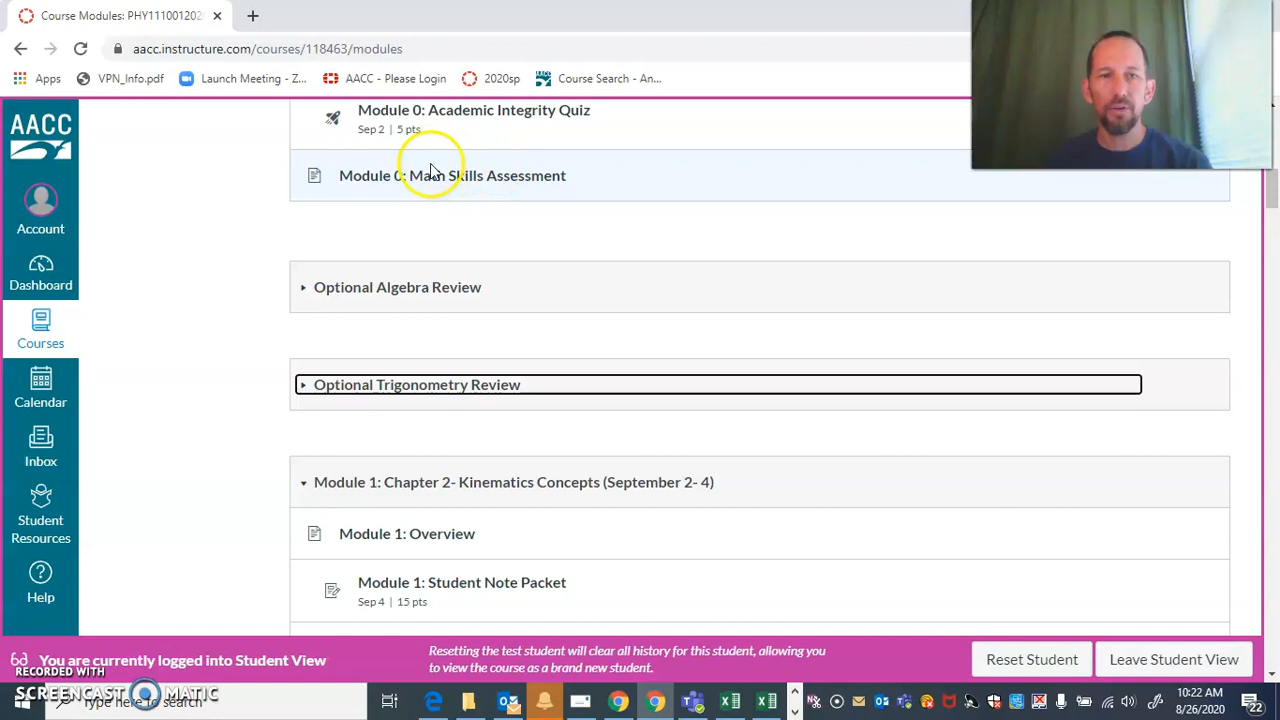 Course Modules: PHY111001202
aacc.instructure.com/courses/118463/modules
Apps
VPN_Info.pdf
Launch Meeting - Z...
AACC - Please Login
2020sp
Course Search - An...
AACC
Account
Dashboard
Courses
Calendar
Inbox
Student
Resources
Help
Module 0: Academic Integrity Quiz
Sep 2 | 5 pts
Module 0: Math Skills Assessment
Optional Algebra Review
Optional Trigonometry Review
Module 1: Chapter 2- Kinematics Concepts (September 2- 4)
Module 1: Overview
Module 1: Student Note Packet
Sep 4 | 15 pts
You are currently logged into Student View
Resetting the test student will clear all history for this student, allowing you
to view the course as a brand new student.
Reset Student
Leave Student View
RECORDED WITH
SCREENCAST MATIC
Type here to search
10:22 AM
8/26/2020
22